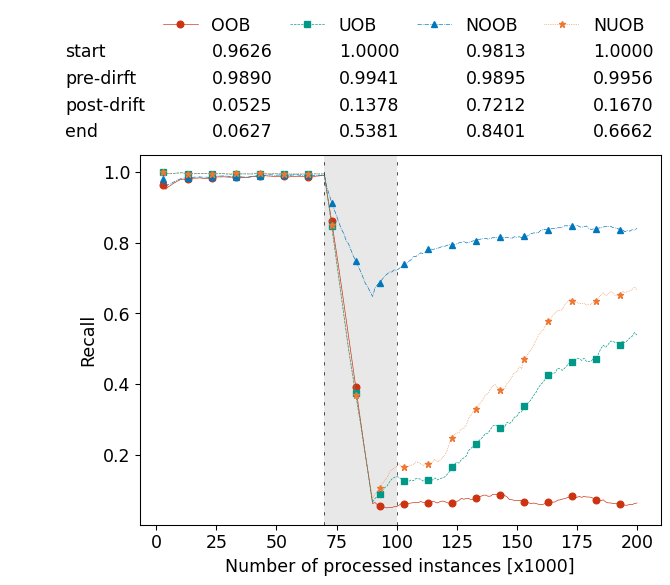 OOB UOB NOOB NUOB
start 0.9626 1.0000 0.9813 1.0000
pre-dirft 0.9890 0.9941 0.9895 0.9956
post-drift 0.0525 0.1378 0.7212 0.1670
end 0.0627 0.5381 0.8401 0.6662
1.0
0.8
0.6
0.4
0.2
Recall
0 25 50 75 100 125 150 175 200
Number of processed instances [x1000]